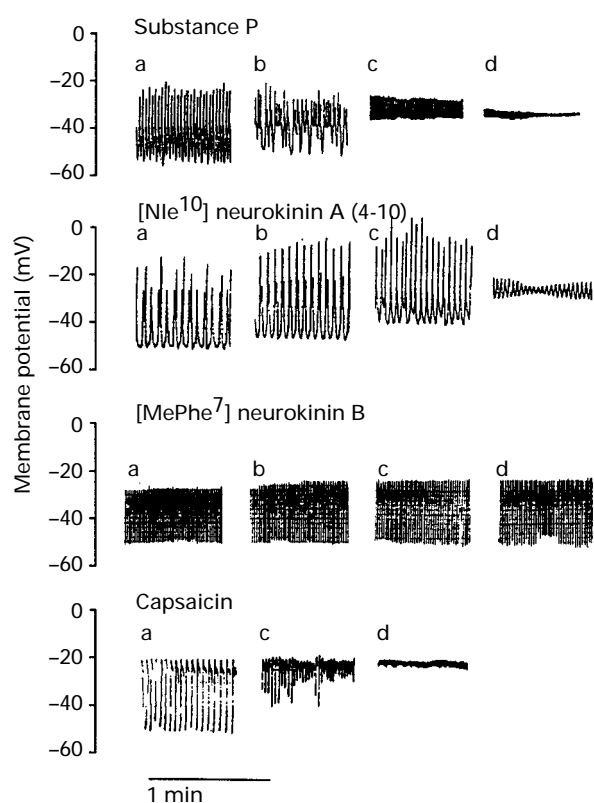 Substance P
a b c d
0
−20
−40
−60
[Nle10] neurokinin A (4-10)
a b c d
0
−20
−40
−60
[MePhe7] neurokinin B
a b c d
0
−20
−40
−60
Capsaicin
a c d
0
−20
−40
−60
Membrane potential (mV)
1 min